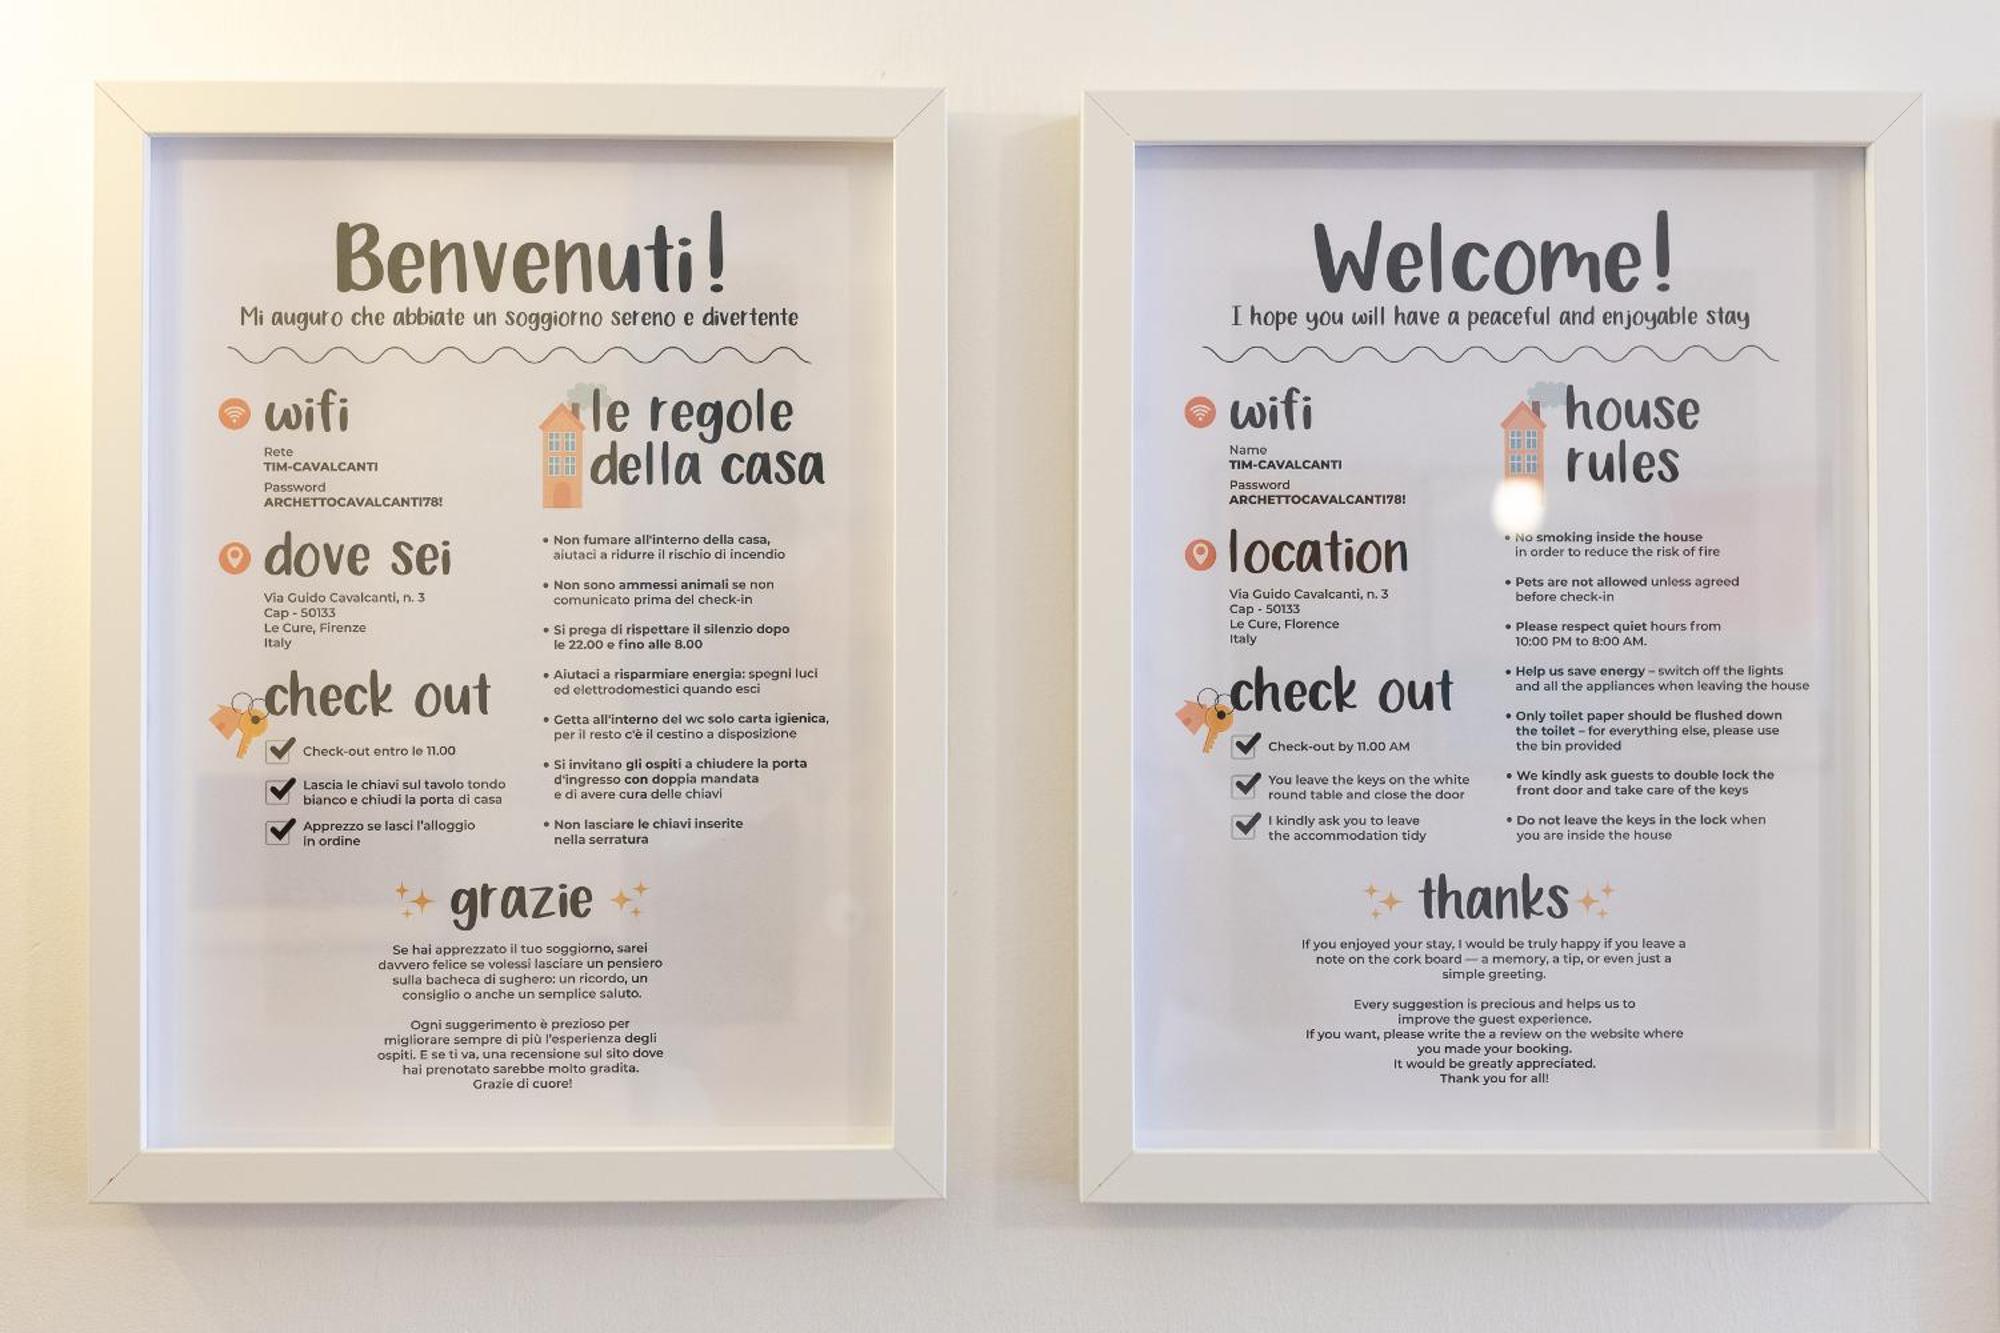 Benvenuti!
Mi auguro che abbiate un soggiorno sereno e divertente
wifi
Rete
TIM-CAVALCANTI
Password
ARCHETTOCAVALCANTI78!
dove sei
Via Guido Cavalcanti, n. 3
Cap - 50133
Le Cure, Firenze
Italy
check out
Check-out entro le 11.00
Lascia le chiavi sul tavolo tondo
bianco e chiudi la porta di casa
Apprezzo se lasci l'alloggio
in ordine
le regole
della casa
• Non fumare all'interno della casa,
aiutaci a ridurre il rischio di incendio
• Non sono ammessi animali se non
comunicato prima del check-in
• Si prega di rispettare il silenzio dopo
le 22.00 e fino alle 8.00
• Aiutaci a risparmiare energia: spegni luci
ed elettrodomestici quando esci
• Getta all'interno del wc solo carta igienica,
per il resto c'è il cestino a disposizione
• Si invitano gli ospiti a chiudere la porta
d'ingresso con doppia mandata
e di avere cura delle chiavi
• Non lasciare le chiavi inserite
nella serratura
grazie
Se hai apprezzato il tuo soggiorno, sarei
davvero felice se volessi lasciare un pensiero
sulla bacheca di sughero: un ricordo, un
consiglio o anche un semplice saluto.
Ogni suggerimento è prezioso per
migliorare sempre di più l'esperienza degli
ospiti. E se ti va, una recensione sul sito dove
hai prenotato sarebbe molto gradita.
Grazie di cuore!
Welcome!
I hope you will have a peaceful and enjoyable stay
wifi
Name
TIM-CAVALCANTI
Password
ARCHETTOCAVALCANTI78!
location
Via Guido Cavalcanti, n. 3
Cap - 50133
Le Cure, Florence
Italy
check out
Check-out by 11.00 AM
You leave the keys on the white
round table and close the door
I kindly ask you to leave
the accommodation tidy
house
rules
• No smoking inside the house
in order to reduce the risk of fire
• Pets are not allowed unless agreed
before check-in
• Please respect quiet hours from
10:00 PM to 8:00 AM.
• Help us save energy – switch off the lights
and all the appliances when leaving the house
• Only toilet paper should be flushed down
the toilet – for everything else, please use
the bin provided
• We kindly ask guests to double lock the
front door and take care of the keys
• Do not leave the keys in the lock when
you are inside the house
thanks
If you enjoyed your stay, I would be truly happy if you leave a
note on the cork board — a memory, a tip, or even just a
simple greeting.
Every suggestion is precious and helps us to
improve the guest experience.
If you want, please write the a review on the website where
you made your booking.
It would be greatly appreciated.
Thank you for all!